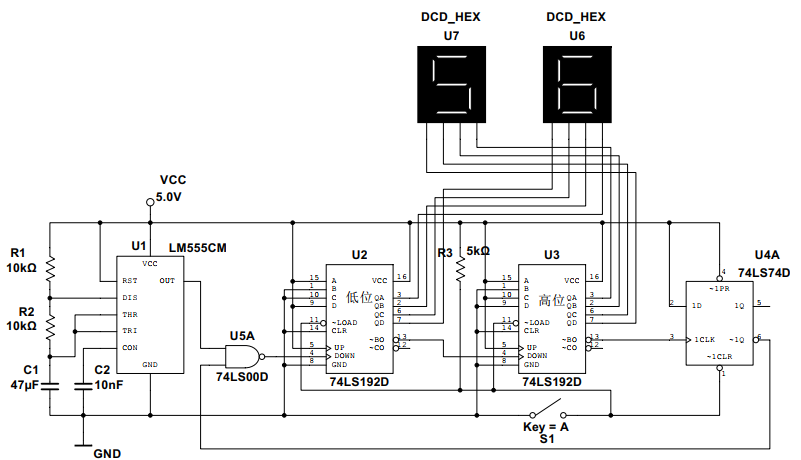 DCD_HEX
U7
DCD_HEX
U6
5
6
VCC
5.0V
R1
10kΩ
R2
10kΩ
C1
47μF
C2
10nF
GND
U1
LM555CM
VCC
RST
OUT
DIS
THR
TRI
CON
GND
U5A
74LS00D
U2
15 A VCC 16
1 B
10 C 低位 QA 3
9 D QB 2
QC 6
11 ~LOAD QD 7
14 CLR
~BO 13
5 UP ~CO 12
4 DOWN
8 GND
74LS192D
R3
5kΩ
U3
15 A VCC 16
1 B
10 C 高位 QA 3
9 D QB 2
QC 6
11 ~LOAD QD 7
14 CLR
~BO 13
5 UP ~CO 12
4 DOWN
8 GND
74LS192D
Key = A
S1
U4A
74LS74D
4
~1PR
2 1D 1Q 5
3 1CLK ~1Q 6
~1CLR
1